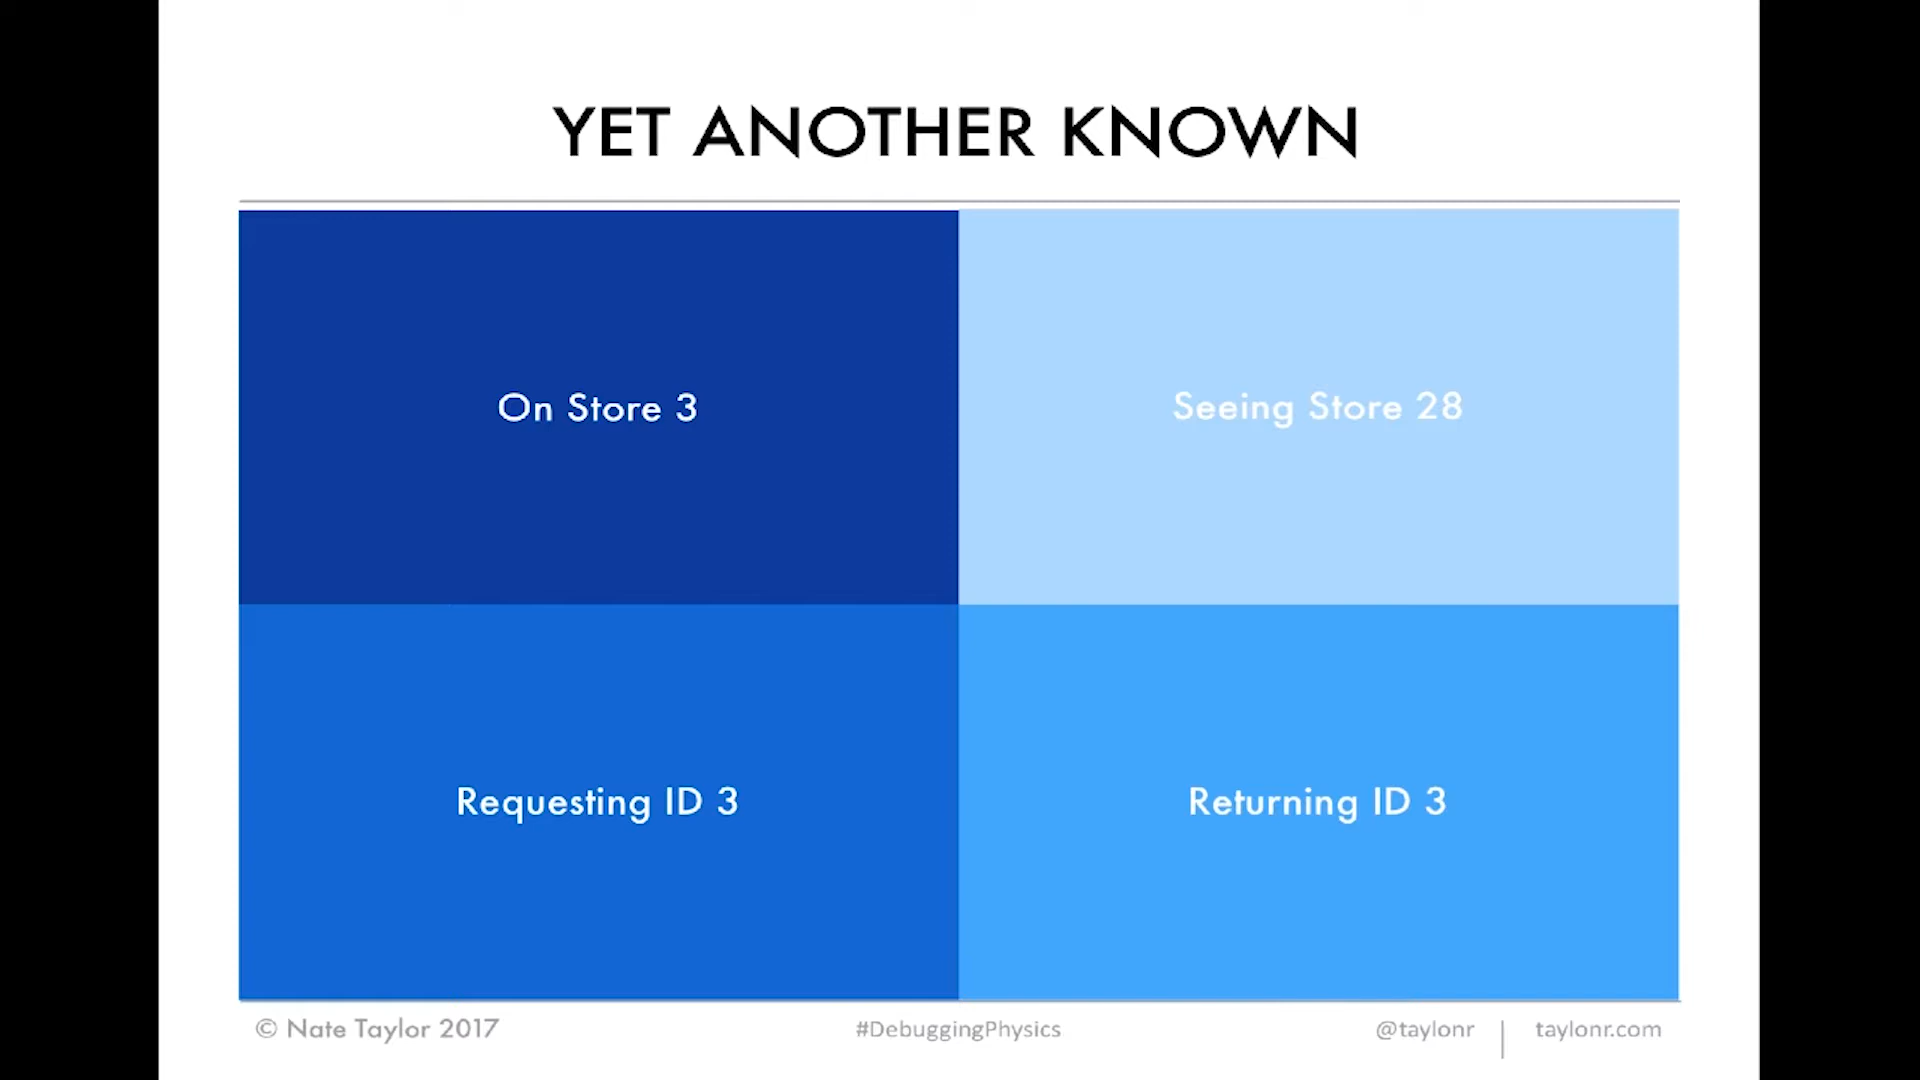 YET ANOTHER KNOWN
On Store 3
Seeing Store 28
Requesting ID 3
Returning ID 3
© Nate Taylor 2017
#DebuggingPhysics
@taylonr | taylonr.com